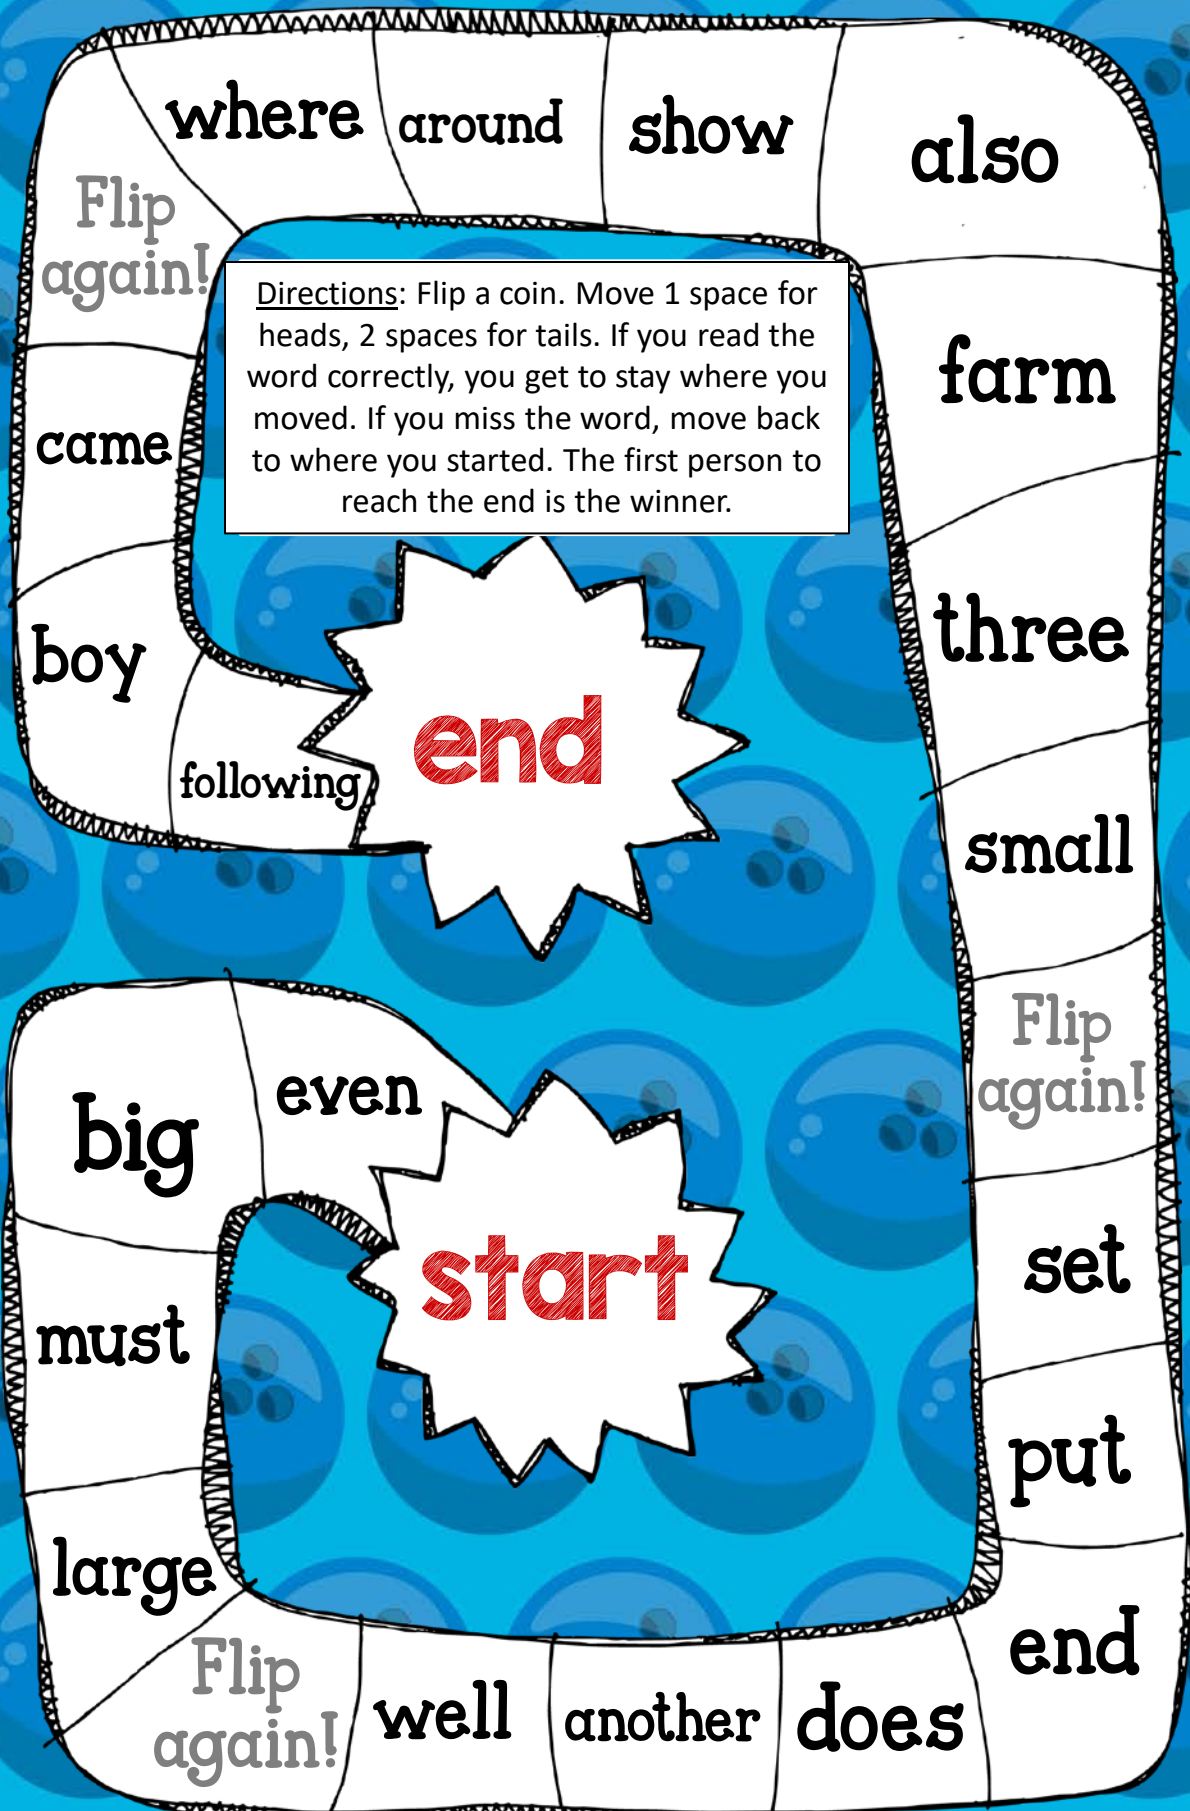 where
around
show
also
Flip
again!
Directions: Flip a coin. Move 1 space for
heads, 2 spaces for tails. If you read the
word correctly, you get to stay where you
moved. If you miss the word, move back
to where you started. The first person to
reach the end is the winner.
farm
came
three
boy
end
following
small
Flip
again!
even
big
set
start
must
put
large
end
Flip
again!
well
another
does